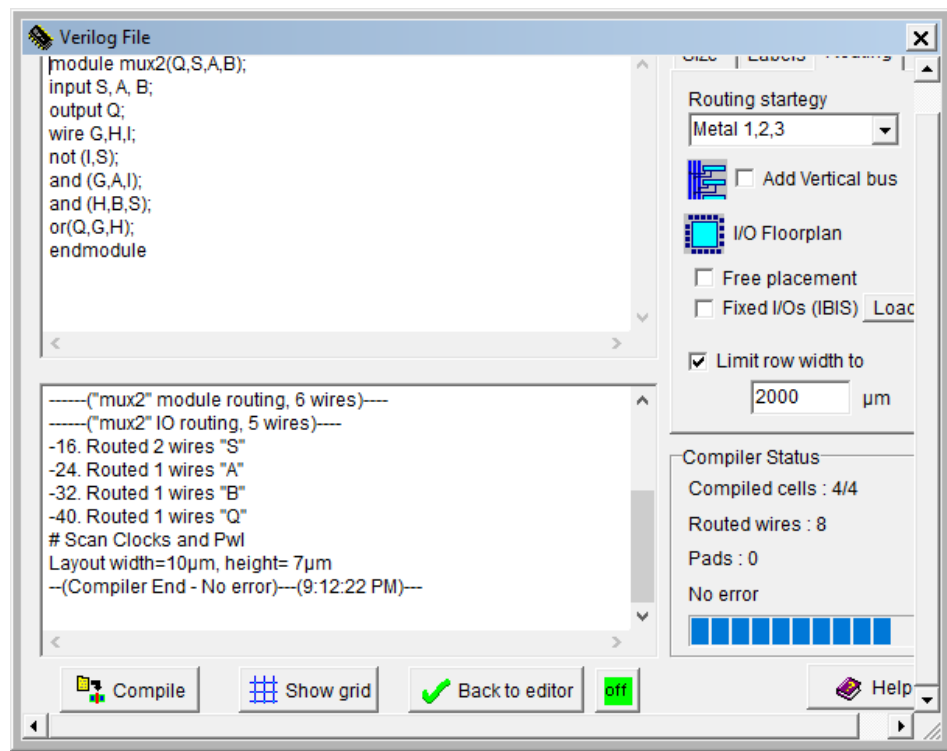 Verilog File
module mux2(Q,S,A,B);
input S, A, B;
output Q;
wire G,H,I;
not (I,S);
and (G,A,I);
and (H,B,S);
or(Q,G,H);
endmodule
------("mux2" module routing, 6 wires)----
------("mux2" IO routing, 5 wires)----
-16. Routed 2 wires "S"
-24. Routed 1 wires "A"
-32. Routed 1 wires "B"
-40. Routed 1 wires "Q"
# Scan Clocks and Pwl
Layout width=10µm, height= 7µm
--(Compiler End - No error)---(9:12:22 PM)---
Size Labels Routing
Routing startegy
Metal 1,2,3
Add Vertical bus
I/O Floorplan
Free placement
Fixed I/Os (IBIS) Load
Limit row width to
2000 µm
Compiler Status
Compiled cells : 4/4
Routed wires : 8
Pads : 0
No error
Compile Show grid Back to editor off Help